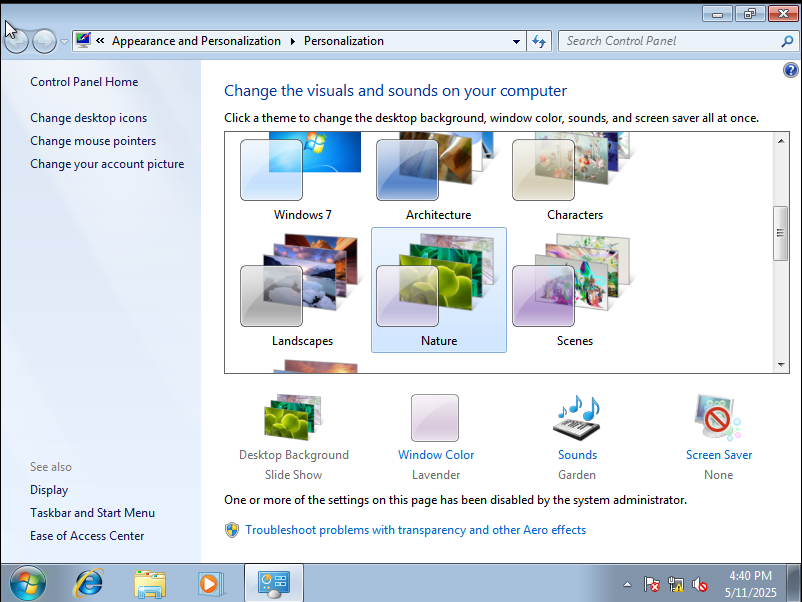 « Appearance and Personalization ▸ Personalization
Search Control Panel
Control Panel Home
Change desktop icons
Change mouse pointers
Change your account picture
Change the visuals and sounds on your computer
Click a theme to change the desktop background, window color, sounds, and screen saver all at once.
Windows 7
Architecture
Characters
Landscapes
Nature
Scenes
Desktop Background
Slide Show
Window Color
Lavender
Sounds
Garden
Screen Saver
None
One or more of the settings on this page has been disabled by the system administrator.
Troubleshoot problems with transparency and other Aero effects
See also
Display
Taskbar and Start Menu
Ease of Access Center
4:40 PM
5/11/2025